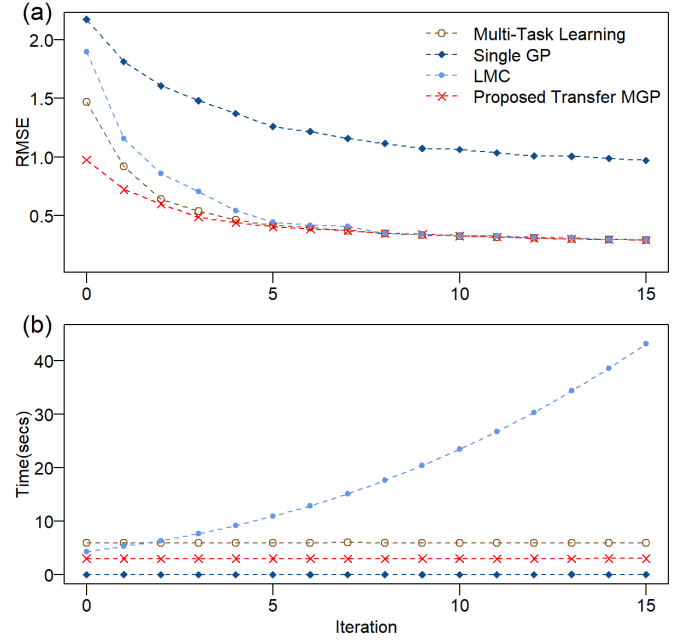 (a)
RMSE
2.0
1.5
1.0
0.5
Multi-Task Learning
Single GP
LMC
Proposed Transfer MGP
0 5 10 15
(b)
Time(secs)
40
30
20
10
0
0 5 10 15
Iteration